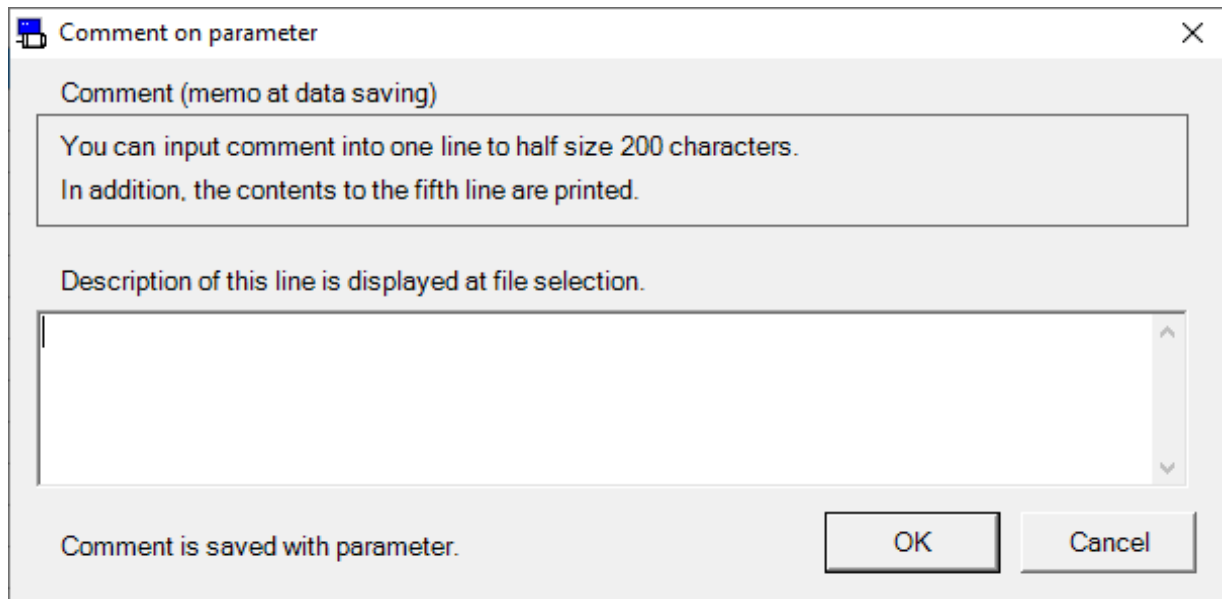 Comment on parameter
Comment (memo at data saving)
You can input comment into one line to half size 200 characters.
In addition, the contents to the fifth line are printed.
Description of this line is displayed at file selection.
Comment is saved with parameter.
OK
Cancel